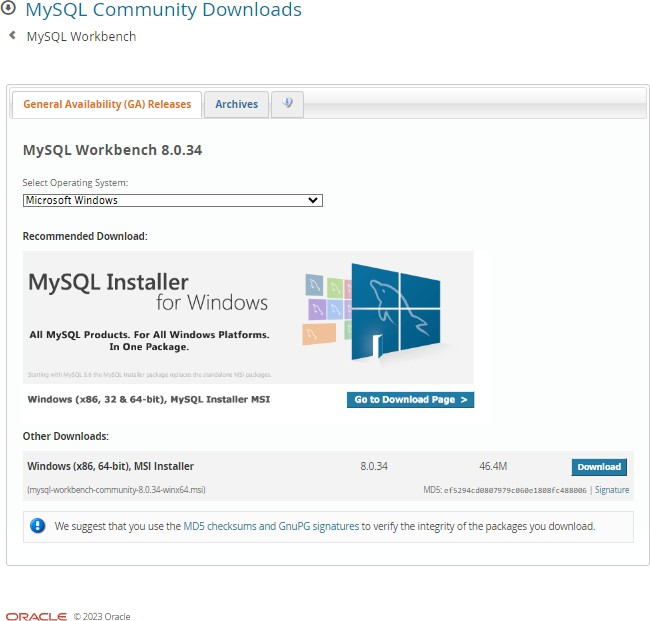 MySQL Community Downloads
MySQL Workbench
General Availability (GA) Releases
Archives
MySQL Workbench 8.0.34
Select Operating System:
Microsoft Windows
Recommended Download:
MySQL Installer
for Windows
All MySQL Products. For All Windows Platforms.
In One Package.
Starting with MySQL 5.6 the MySQL Installer package replaces the standalone MSI packages.
Windows (x86, 32 & 64-bit), MySQL Installer MSI
Go to Download Page >
Other Downloads:
Windows (x86, 64-bit), MSI Installer 8.0.34 46.4M Download
(mysql-workbench-community-8.0.34-winx64.msi) MD5: ef5294cd0807979c060e1808fc488006 | Signature
We suggest that you use the MD5 checksums and GnuPG signatures to verify the integrity of the packages you download.
ORACLE © 2023 Oracle